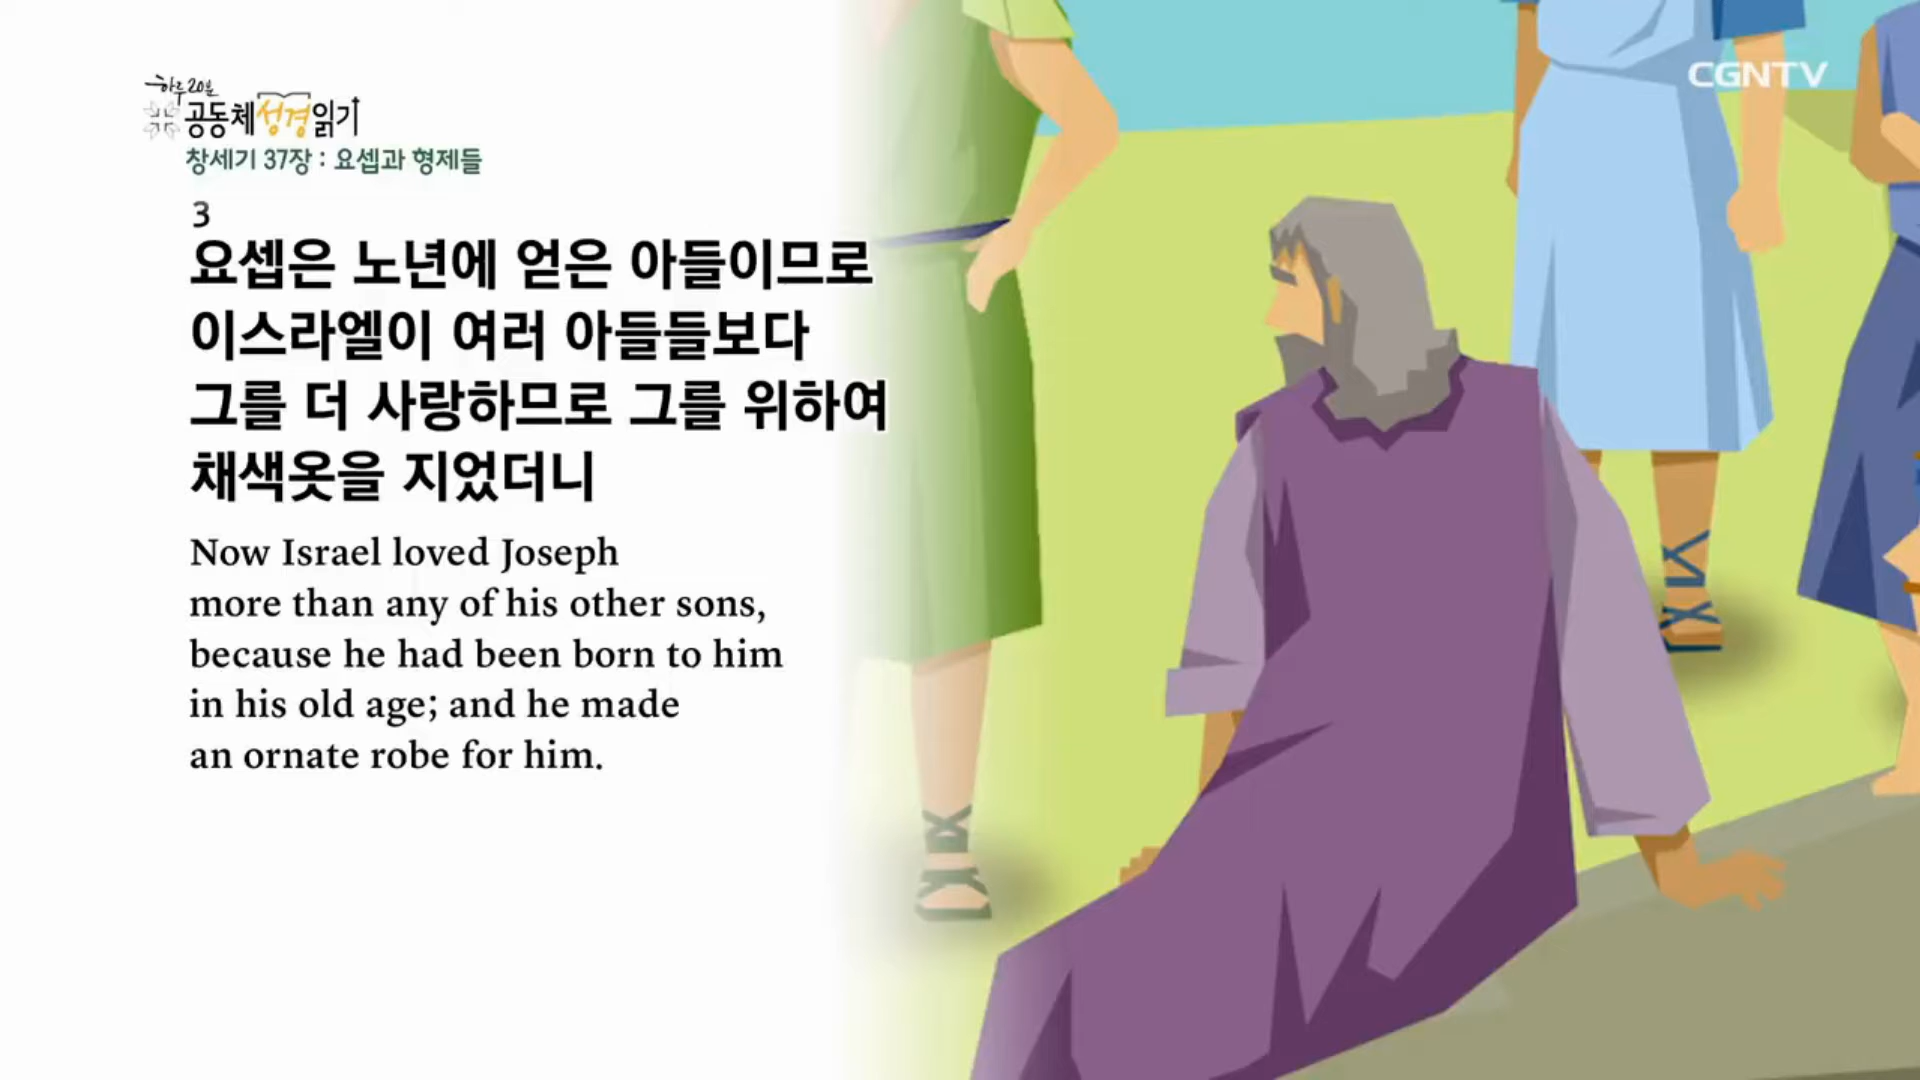 하루 20분
공동체성경읽기
CGNTV
창세기 37장 : 요셉과 형제들
3
요셉은 노년에 얻은 아들이므로
이스라엘이 여러 아들들보다
그를 더 사랑하므로 그를 위하여
채색옷을 지었더니
Now Israel loved Joseph
more than any of his other sons,
because he had been born to him
in his old age; and he made
an ornate robe for him.